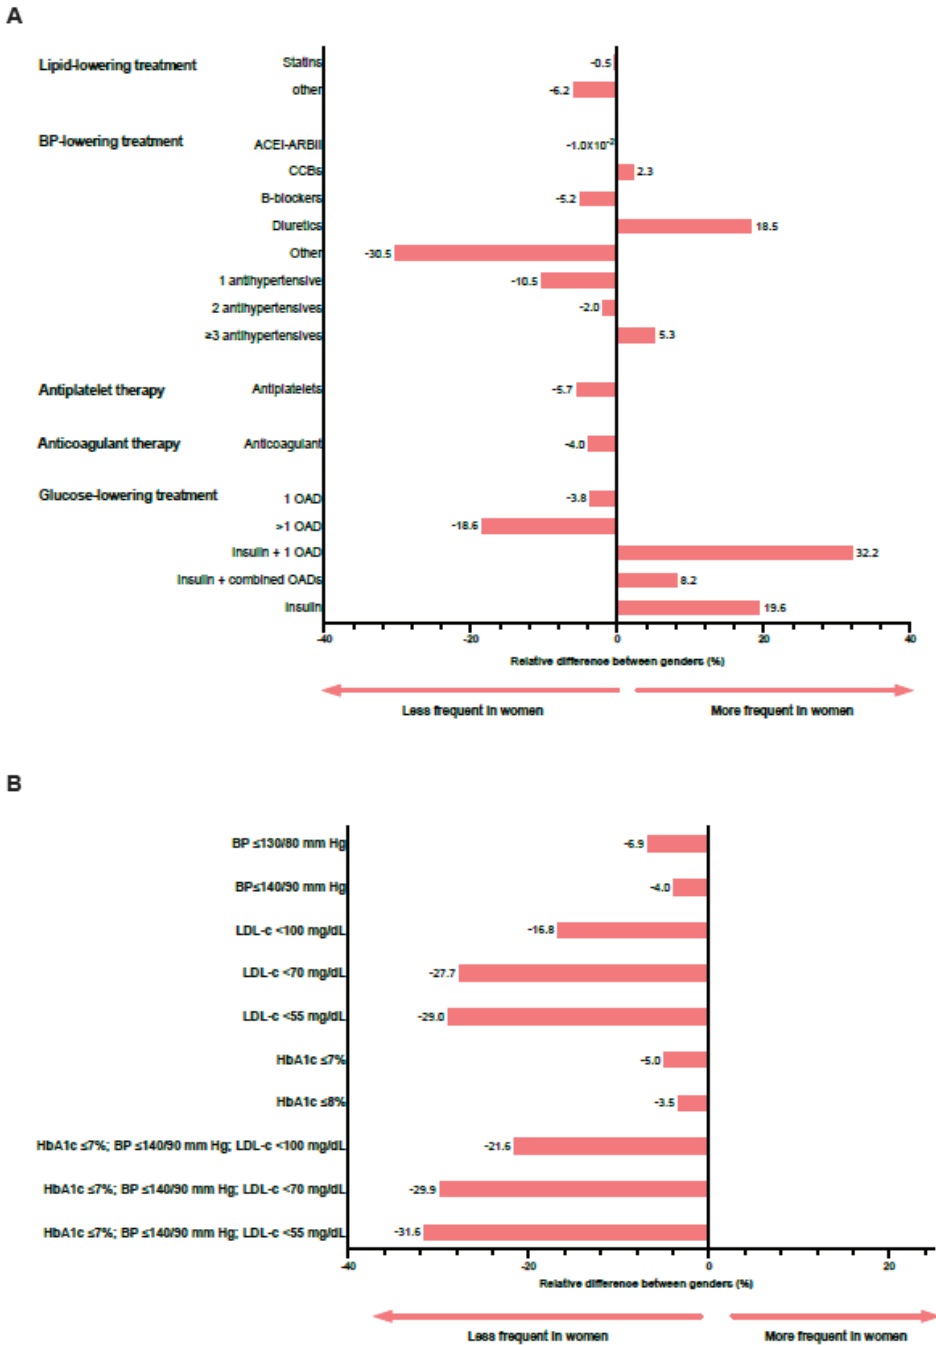 A
Lipid-lowering treatment Statins -0.5
other -6.2
BP-lowering treatment ACEI-ARBII -1.0X10-2
CCBs 2.3
B-blockers -5.2
Diuretics 18.5
Other -30.5
1 antihypertensive -10.5
2 antihypertensives -2.0
≥3 antihypertensives 5.3
Antiplatelet therapy Antiplatelets -5.7
Anticoagulant therapy Anticoagulant -4.0
Glucose-lowering treatment 1 OAD -3.8
>1 OAD -18.6
Insulin + 1 OAD 32.2
Insulin + combined OADs 8.2
Insulin 19.6
-40 -20 0 20 40
Relative difference between genders (%)
Less frequent in women More frequent in women
B
BP ≤130/80 mm Hg -6.9
BP≤140/90 mm Hg -4.0
LDL-c <100 mg/dL -16.8
LDL-c <70 mg/dL -27.7
LDL-c <55 mg/dL -29.0
HbA1c ≤7% -5.0
HbA1c ≤8% -3.5
HbA1c ≤7%; BP ≤140/90 mm Hg; LDL-c <100 mg/dL -21.6
HbA1c ≤7%; BP ≤140/90 mm Hg; LDL-c <70 mg/dL -29.9
HbA1c ≤7%; BP ≤140/90 mm Hg; LDL-c <55 mg/dL -31.6
-40 -20 0 20
Relative difference between genders (%)
Less frequent in women More frequent in women